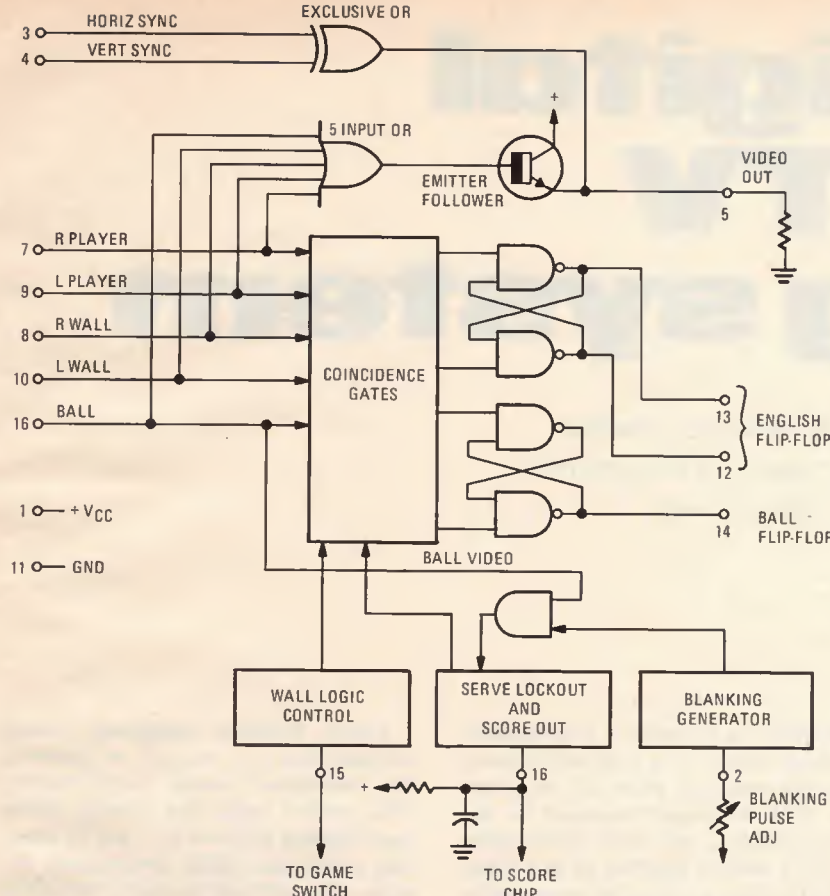 EXCLUSIVE OR
3 HORIZ SYNC
4 VERT SYNC
5 INPUT OR
+
EMITTER
FOLLOWER
VIDEO
OUT
5
7 R PLAYER
9 L PLAYER
8 R WALL
10 L WALL
16 BALL
COINCIDENCE
GATES
13
12
ENGLISH
FLIP-FLOP
14
BALL
FLIP-FLOP
1 +VCC
11 GND
BALL VIDEO
WALL LOGIC
CONTROL
SERVE LOCKOUT
AND
SCORE OUT
BLANKING
GENERATOR
15
16
2
+
BLANKING
PULSE
ADJ
TO GAME
SWITCH
TO SCORE
CHIP